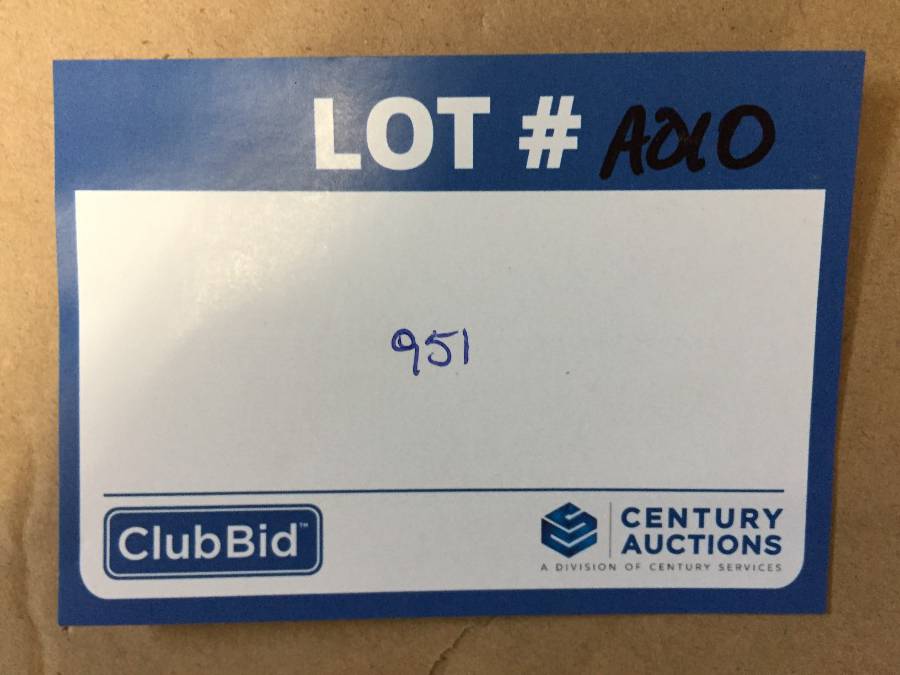 LOT # A010
951
ClubBid™
CENTURY
AUCTIONS
A DIVISION OF CENTURY SERVICES